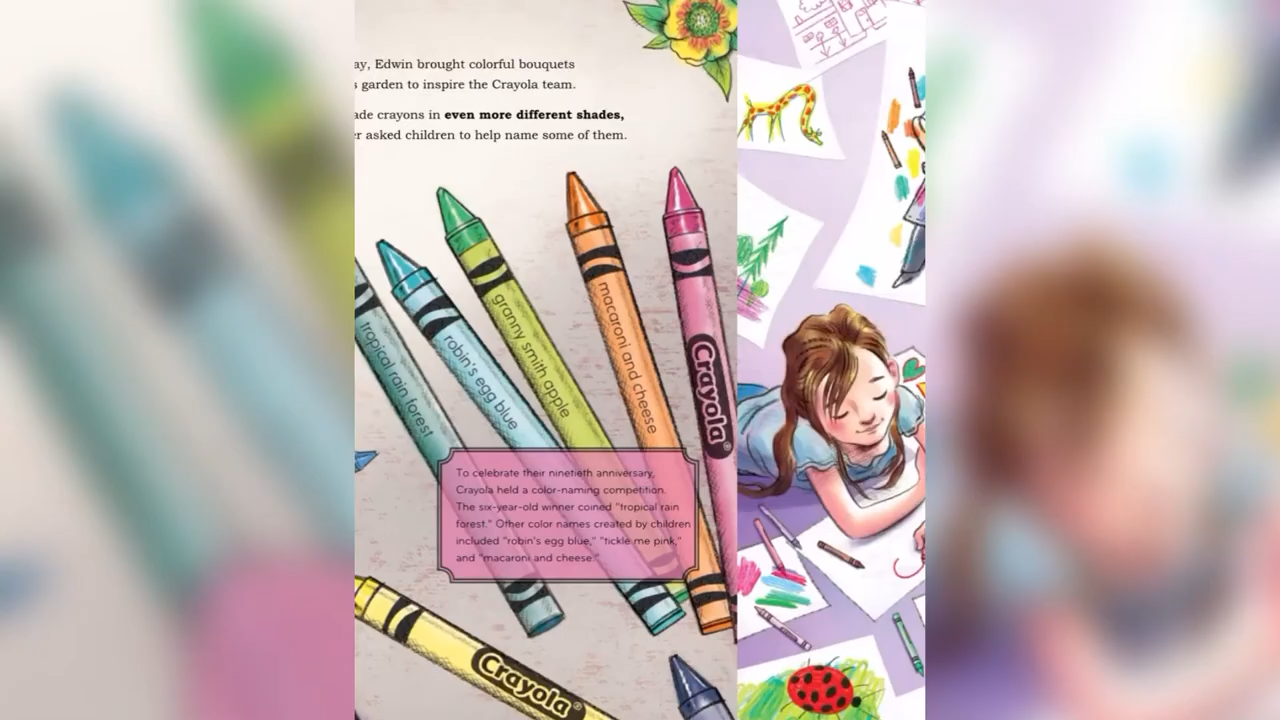 ay, Edwin brought colorful bouquets
s garden to inspire the Crayola team.
ade crayons in even more different shades,
er asked children to help name some of them.
tropical rain forest
robin's egg blue
granny smith apple
macaroni and cheese
Crayola®
To celebrate their ninetieth anniversary,
Crayola held a color-naming competition.
The six-year-old winner coined "tropical rain
forest." Other color names created by children
included "robin's egg blue," "tickle me pink,"
and "macaroni and cheese."
Crayola®